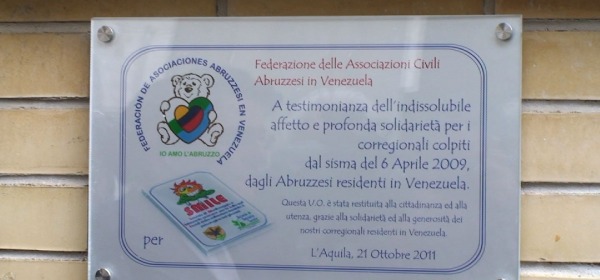 FEDERACIÓN DE ASOCIACIONES ABRUZZESI EN VENEZUELA
IO AMO L'ABRUZZO
Federazione delle Associazioni Civili
Abruzzesi in Venezuela
A testimonianza dell'indissolubile
affetto e profonda solidarietà per i
corregionali colpiti
dal sisma del 6 Aprile 2009,
dagli Abruzzesi residenti in Venezuela.
Questa U.O. è stata restituita alla cittadinanza ed alla
utenza, grazie alla solidarietà ed alla generosità dei
nostri corregionali residenti in Venezuela
L'Aquila, 21 Ottobre 2011
per
smile